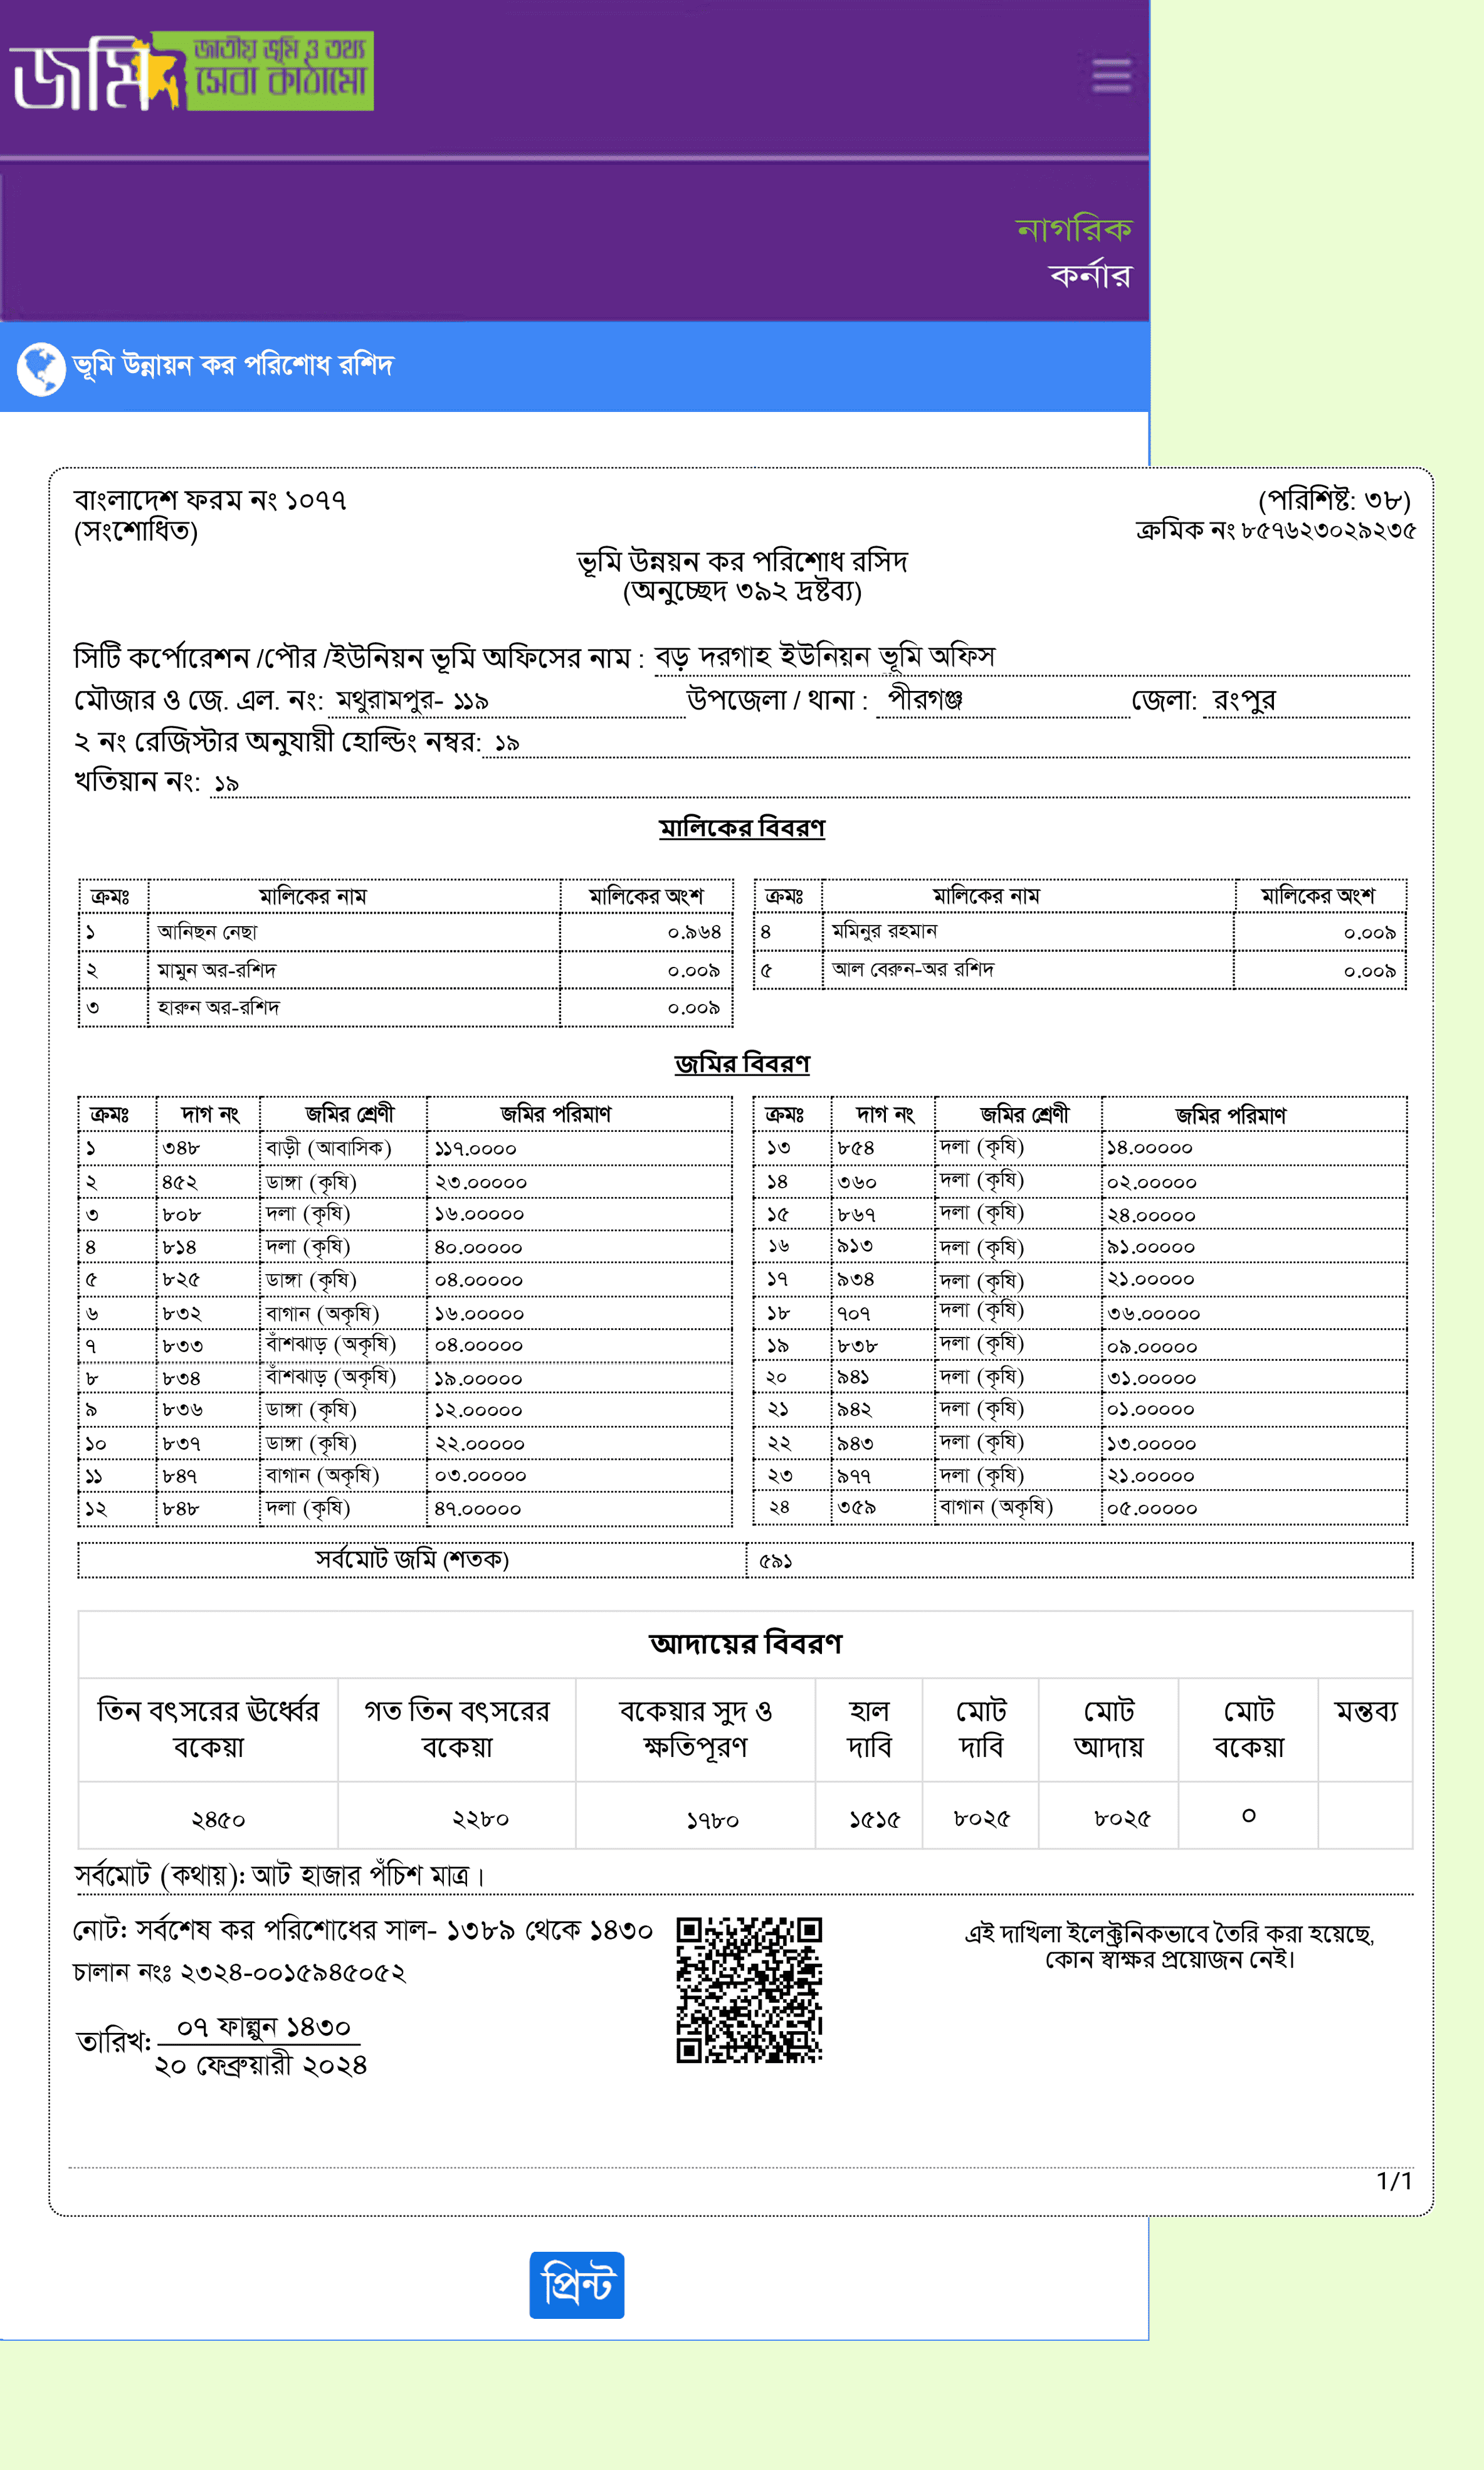 জমি জাতীয় ভূমি ও তথ্য
সেবা কাঠামো
নাগরিক
কর্নার
ভূমি উন্নায়ন কর পরিশোধ রশিদ
বাংলাদেশ ফরম নং ১০৭৭ (পরিশিষ্ট: ৩৮)
(সংশোধিত) ক্রমিক নং ৮৫৭৬২৩০২৯২৩৫
ভূমি উন্নয়ন কর পরিশোধ রসিদ
(অনুচ্ছেদ ৩৯২ দ্রষ্টব্য)
সিটি কর্পোরেশন /পৌর /ইউনিয়ন ভূমি অফিসের নাম : বড় দরগাহ ইউনিয়ন ভূমি অফিস
মৌজার ও জে. এল. নং: মথুরামপুর- ১১৯ উপজেলা / থানা : পীরগঞ্জ জেলা: রংপুর
২ নং রেজিস্টার অনুযায়ী হোল্ডিং নম্বর: ১৯
খতিয়ান নং: ১৯
মালিকের বিবরণ
ক্রমঃ মালিকের নাম মালিকের অংশ ক্রমঃ মালিকের নাম মালিকের অংশ
১ আনিছন নেছা ০.৯৬৪ ৪ মমিনুর রহমান ০.০০৯
২ মামুন অর-রশিদ ০.০০৯ ৫ আল বেরুন-অর রশিদ ০.০০৯
৩ হারুন অর-রশিদ ০.০০৯
জমির বিবরণ
ক্রমঃ দাগ নং জমির শ্রেণী জমির পরিমাণ ক্রমঃ দাগ নং জমির শ্রেণী জমির পরিমাণ
১ ৩৪৮ বাড়ী (আবাসিক) ১১৭.০০০০ ১৩ ৮৫৪ দলা (কৃষি) ১৪.০০০০০
২ ৪৫২ ডাঙ্গা (কৃষি) ২৩.০০০০০ ১৪ ৩৬০ দলা (কৃষি) ০২.০০০০০
৩ ৮০৮ দলা (কৃষি) ১৬.০০০০০ ১৫ ৮৬৭ দলা (কৃষি) ২৪.০০০০০
৪ ৮১৪ দলা (কৃষি) ৪০.০০০০০ ১৬ ৯১৩ দলা (কৃষি) ৯১.০০০০০
৫ ৮২৫ ডাঙ্গা (কৃষি) ০৪.০০০০০ ১৭ ৯৩৪ দলা (কৃষি) ২১.০০০০০
৬ ৮৩২ বাগান (অকৃষি) ১৬.০০০০০ ১৮ ৭০৭ দলা (কৃষি) ৩৬.০০০০০
৭ ৮৩৩ বাঁশঝাড় (অকৃষি) ০৪.০০০০০ ১৯ ৮৩৮ দলা (কৃষি) ০৯.০০০০০
৮ ৮৩৪ বাঁশঝাড় (অকৃষি) ১৯.০০০০০ ২০ ৯৪১ দলা (কৃষি) ৩১.০০০০০
৯ ৮৩৬ ডাঙ্গা (কৃষি) ১২.০০০০০ ২১ ৯৪২ দলা (কৃষি) ০১.০০০০০
১০ ৮৩৭ ডাঙ্গা (কৃষি) ২২.০০০০০ ২২ ৯৪৩ দলা (কৃষি) ১৩.০০০০০
১১ ৮৪৭ বাগান (অকৃষি) ০৩.০০০০০ ২৩ ৯৭৭ দলা (কৃষি) ২১.০০০০০
১২ ৮৪৮ দলা (কৃষি) ৪৭.০০০০০ ২৪ ৩৫৯ বাগান (অকৃষি) ০৫.০০০০০
সর্বমোট জমি (শতক) ৫৯১
আদায়ের বিবরণ
তিন বৎসরের ঊর্ধ্বের গত তিন বৎসরের বকেয়ার সুদ ও হাল মোট মোট মোট মন্তব্য
বকেয়া বকেয়া ক্ষতিপূরণ দাবি দাবি আদায় বকেয়া
২৪৫০ ২২৮০ ১৭৮০ ১৫১৫ ৮০২৫ ৮০২৫ ০
সর্বমোট (কথায়): আট হাজার পঁচিশ মাত্র।
নোট: সর্বশেষ কর পরিশোধের সাল- ১৩৮৯ থেকে ১৪৩০
চালান নংঃ ২৩২৪-০০১৫৯৪৫০৫২
তারিখ: ০৭ ফাল্গুন ১৪৩০
২০ ফেব্রুয়ারী ২০২৪
এই দাখিলা ইলেক্ট্রনিকভাবে তৈরি করা হয়েছে,
কোন স্বাক্ষর প্রয়োজন নেই।
1/1
প্রিন্ট